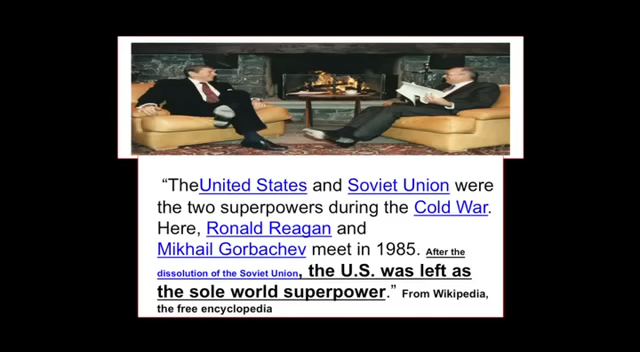 “TheUnited States and Soviet Union were
the two superpowers during the Cold War.
Here, Ronald Reagan and
Mikhail Gorbachev meet in 1985. After the
dissolution of the Soviet Union, the U.S. was left as
the sole world superpower.” From Wikipedia,
the free encyclopedia